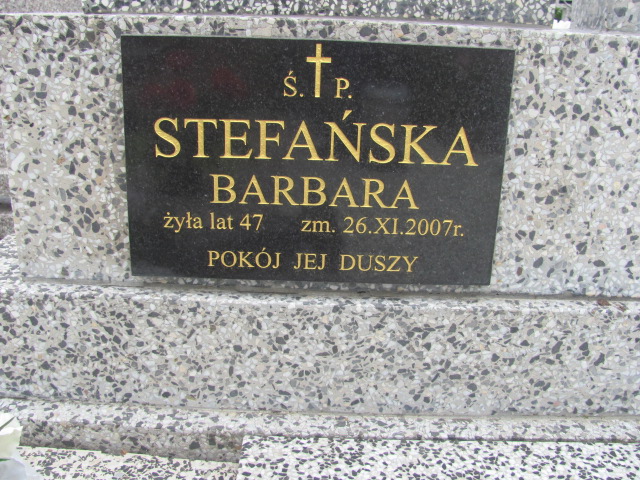 Ś. P.
STEFAŃSKA
BARBARA
żyła lat 47 zm. 26.XI.2007r.
POKÓJ JEJ DUSZY